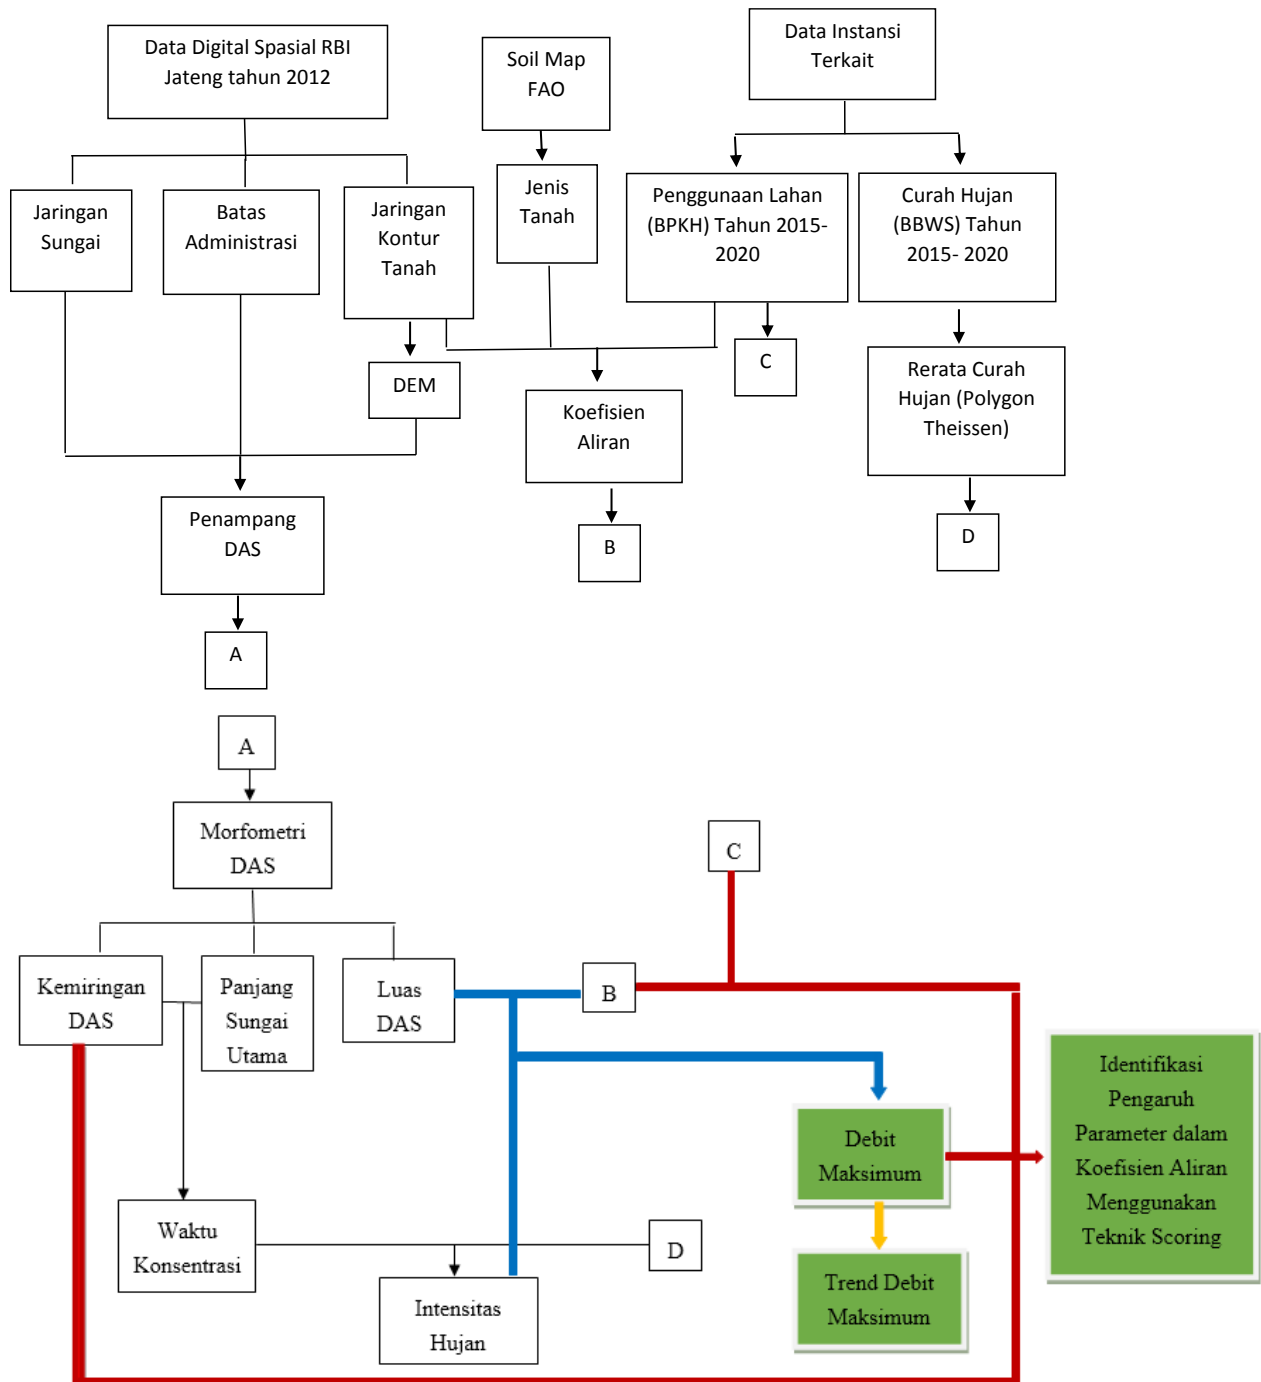 Data Digital Spasial RBI
Jateng tahun 2012
Soil Map
FAO
Data Instansi
Terkait
Jaringan
Sungai
Batas
Administrasi
Jaringan
Kontur
Tanah
Jenis
Tanah
Penggunaan Lahan
(BPKH) Tahun 2015-
2020
Curah Hujan
(BBWS) Tahun
2015- 2020
DEM
Koefisien
Aliran
C
Rerata Curah
Hujan (Polygon
Theissen)
Penampang
DAS
B
D
A
A
Morfometri
DAS
C
Kemiringan
DAS
Panjang
Sungai
Utama
Luas
DAS
B
Identifikasi
Pengaruh
Parameter dalam
Koefisien Aliran
Menggunakan
Teknik Scoring
Debit
Maksimum
Waktu
Konsentrasi
D
Intensitas
Hujan
Trend Debit
Maksimum